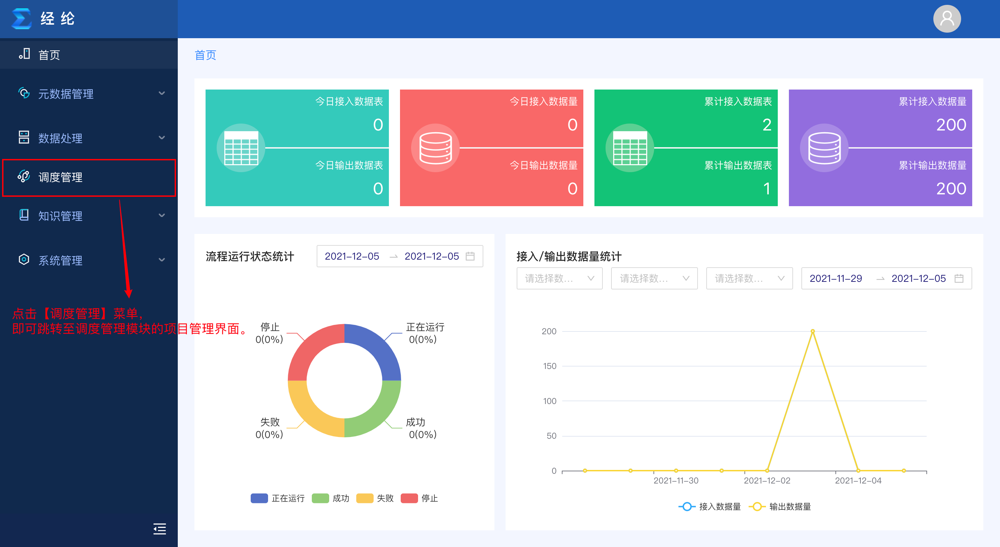 经纶
首页
元数据管理
数据处理
调度管理
知识管理
系统管理
点击【调度管理】菜单，
即可跳转至调度管理模块的项目管理界面。
首页
今日接入数据表
0
今日输出数据表
0
今日接入数据量
0
今日输出数据量
0
累计接入数据表
2
累计输出数据表
1
累计接入数据量
200
累计输出数据量
200
流程运行状态统计
2021-12-05 → 2021-12-05
停止
0(0%)
正在运行
0(0%)
失败
0(0%)
成功
0(0%)
正在运行 成功 失败 停止
接入/输出数据量统计
请选择数... 请选择数... 请选择数... 2021-11-29 → 2021-12-05
200
150
100
50
0
2021-11-30 2021-12-02 2021-12-04
接入数据量 输出数据量